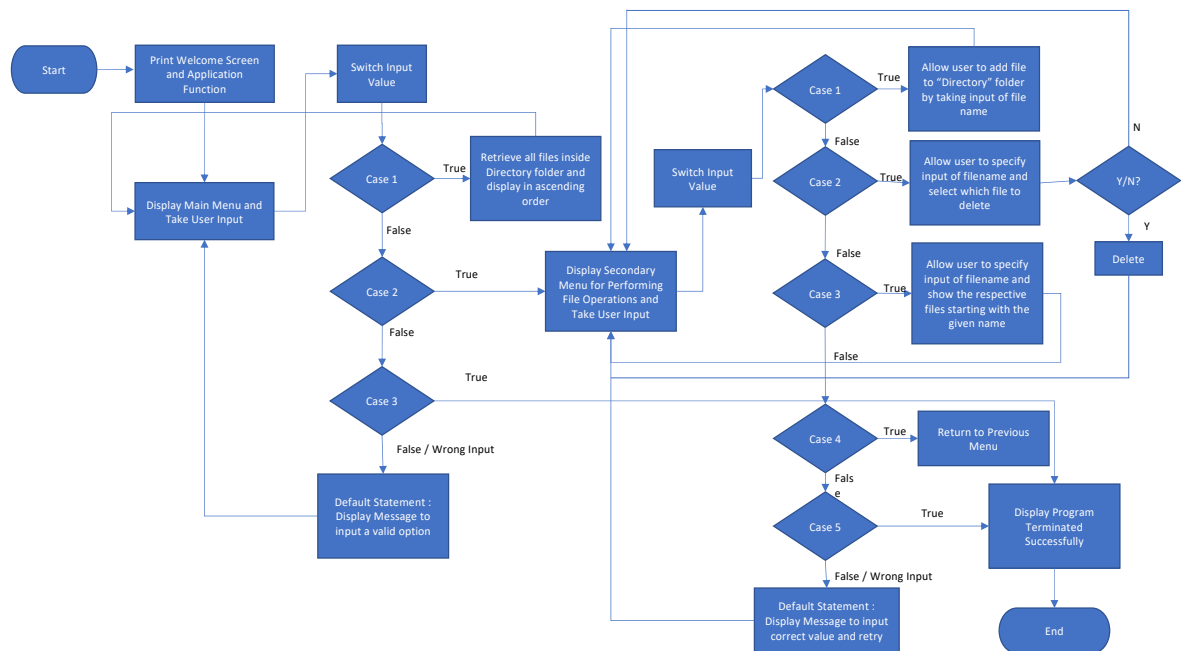 Start
Print Welcome Screen
and Application
Function
Switch Input
Value
Case 1
True
Retrieve all files inside
Directory folder and
display in ascending
order
Display Main Menu and
Take User Input
False
Case 2
True
False
Case 3
True
False / Wrong Input
Default Statement :
Display Message to
input a valid option
Display Secondary
Menu for Performing
File Operations and
Take User Input
Switch Input
Value
Case 1
True
Allow user to add file
to “Directory” folder
by taking input of file
name
False
Case 2
True
Allow user to specify
input of filename and
select which file to
delete
Y/N?
N
Y
Delete
False
Case 3
True
Allow user to specify
input of filename and
show the respective
files starting with the
given name
False
Case 4
True
Return to Previous
Menu
Fals
e
Case 5
True
Display Program
Terminated
Successfully
False / Wrong Input
Default Statement :
Display Message to input
correct value and retry
End